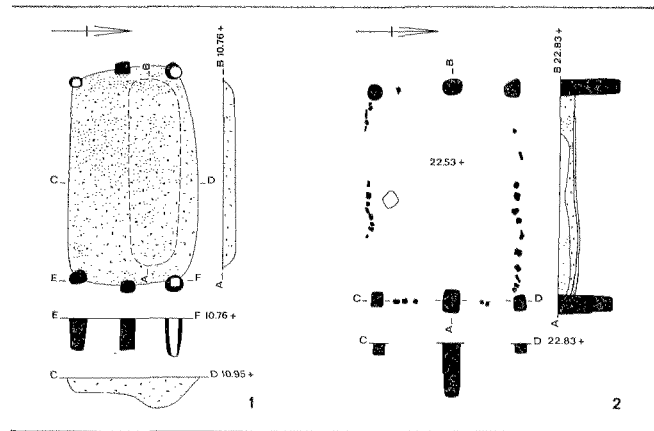 B 10.76 +
B
C
D
E
A
F
A
E
F 10.76 +
C
D 10.95 +
1
B
B 22.83 +
22.53 +
C
D
A
A
C
D 22.83 +
2